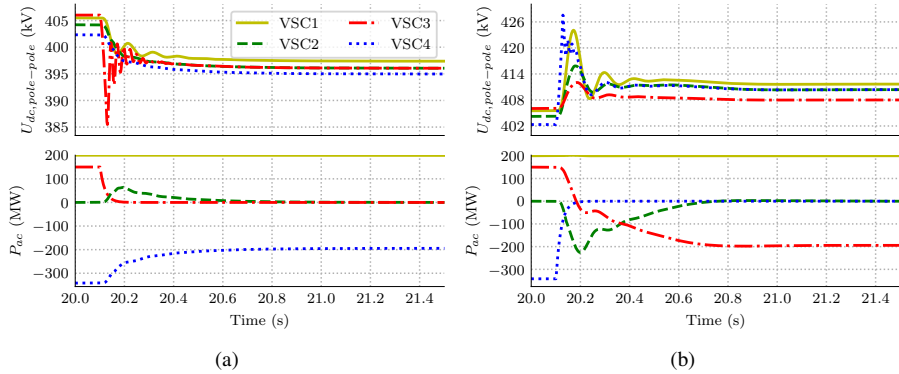 405
400
395
390
385
U_{dc,pole-pole} (kV)
VSC1
VSC2
VSC3
VSC4
200
100
0
−100
−200
−300
P_{ac} (MW)
20.0 20.2 20.4 20.6 20.8 21.0 21.2 21.4
Time (s)
(a)
426
420
414
408
402
U_{dc,pole-pole} (kV)
200
100
0
−100
−200
−300
P_{ac} (MW)
20.0 20.2 20.4 20.6 20.8 21.0 21.2 21.4
Time (s)
(b)